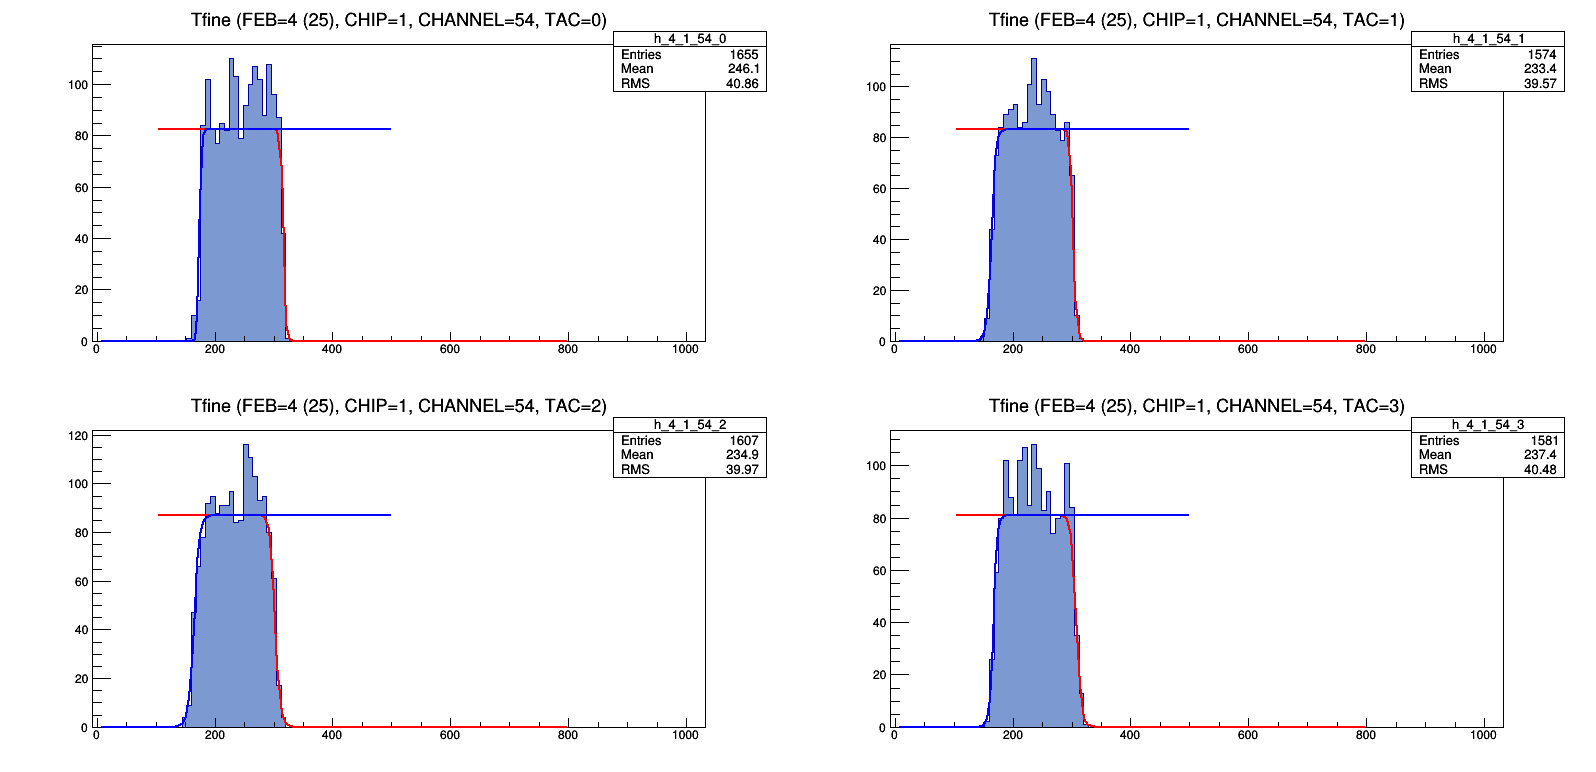 Tfine (FEB=4 (25), CHIP=1, CHANNEL=54, TAC=0)
h_4_1_54_0
Entries 1655
Mean 246.1
RMS 40.86
100
80
60
40
20
0
0 200 400 600 800 1000
Tfine (FEB=4 (25), CHIP=1, CHANNEL=54, TAC=1)
h_4_1_54_1
Entries 1574
Mean 233.4
RMS 39.57
100
80
60
40
20
0
0 200 400 600 800 1000
Tfine (FEB=4 (25), CHIP=1, CHANNEL=54, TAC=2)
h_4_1_54_2
Entries 1607
Mean 234.9
RMS 39.97
120
100
80
60
40
20
0
0 200 400 600 800 1000
Tfine (FEB=4 (25), CHIP=1, CHANNEL=54, TAC=3)
h_4_1_54_3
Entries 1581
Mean 237.4
RMS 40.48
100
80
60
40
20
0
0 200 400 600 800 1000